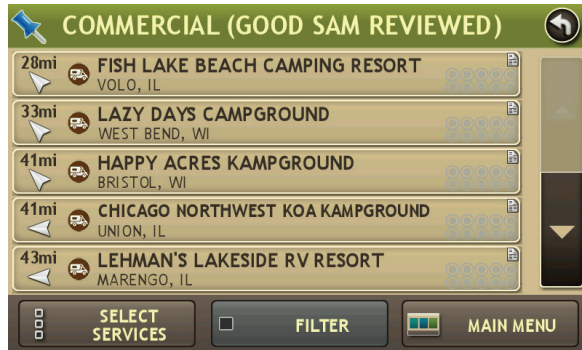 COMMERCIAL (GOOD SAM REVIEWED)
28mi
FISH LAKE BEACH CAMPING RESORT
VOLO, IL
33mi
LAZY DAYS CAMPGROUND
WEST BEND, WI
41mi
HAPPY ACRES KAMPGROUND
BRISTOL, WI
41mi
CHICAGO NORTHWEST KOA KAMPGROUND
UNION, IL
43mi
LEHMAN'S LAKESIDE RV RESORT
MARENGO, IL
SELECT
SERVICES
FILTER
MAIN MENU